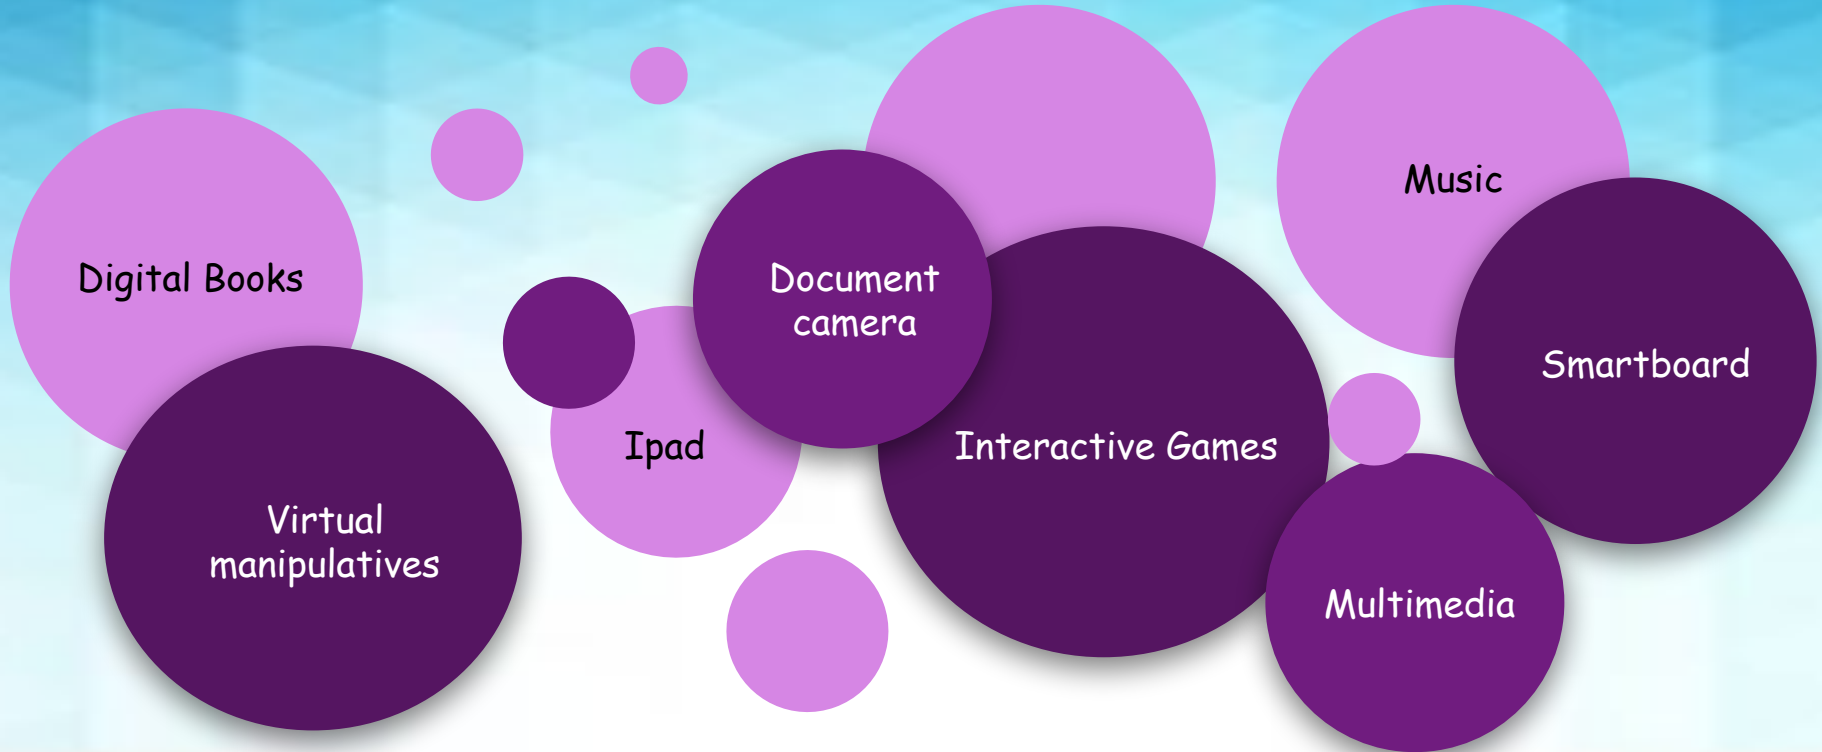 Digital Books
Virtual
manipulatives
Ipad
Document
camera
Interactive Games
Music
Smartboard
Multimedia